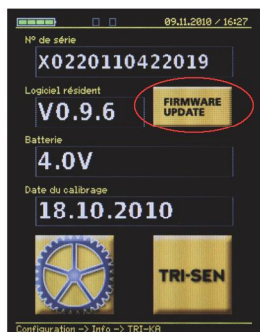 09.11.2010 / 16:27
Nº de série
X0220110422019
Logiciel résident
V0.9.6
FIRMWARE
UPDATE
Batterie
4.0V
Date du calibrage
18.10.2010
TRI-SEN
Configuration -> Info -> TRI-KA